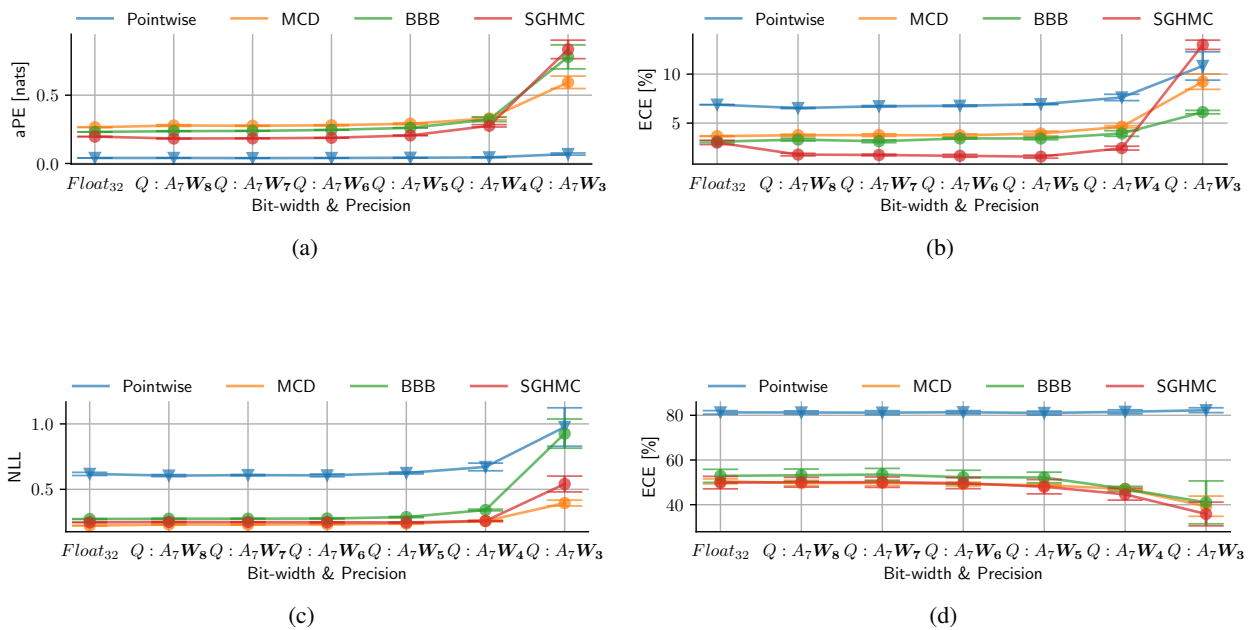 Pointwise MCD BBB SGHMC
aPE [nats]
0.5
0.0
Float32 Q : A7W8 Q : A7W7 Q : A7W6 Q : A7W5 Q : A7W4 Q : A7W3
Bit-width & Precision
(a)
Pointwise MCD BBB SGHMC
ECE [%]
10
5
Float32 Q : A7W8 Q : A7W7 Q : A7W6 Q : A7W5 Q : A7W4 Q : A7W3
Bit-width & Precision
(b)
Pointwise MCD BBB SGHMC
NLL
1.0
0.5
Float32 Q : A7W8 Q : A7W7 Q : A7W6 Q : A7W5 Q : A7W4 Q : A7W3
Bit-width & Precision
(c)
Pointwise MCD BBB SGHMC
ECE [%]
80
60
40
Float32 Q : A7W8 Q : A7W7 Q : A7W6 Q : A7W5 Q : A7W4 Q : A7W3
Bit-width & Precision
(d)